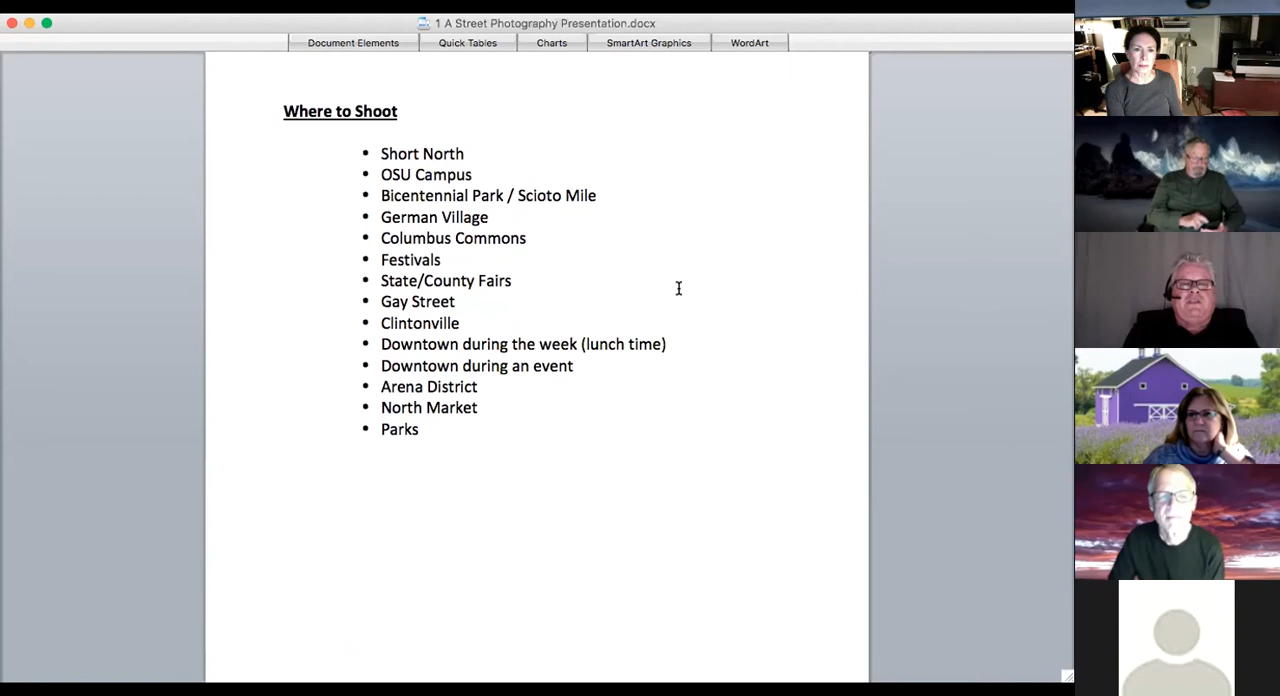 1 A Street Photography Presentation.docx
Document Elements Quick Tables Charts SmartArt Graphics WordArt
Where to Shoot
• Short North
• OSU Campus
• Bicentennial Park / Scioto Mile
• German Village
• Columbus Commons
• Festivals
• State/County Fairs
• Gay Street
• Clintonville
• Downtown during the week (lunch time)
• Downtown during an event
• Arena District
• North Market
• Parks